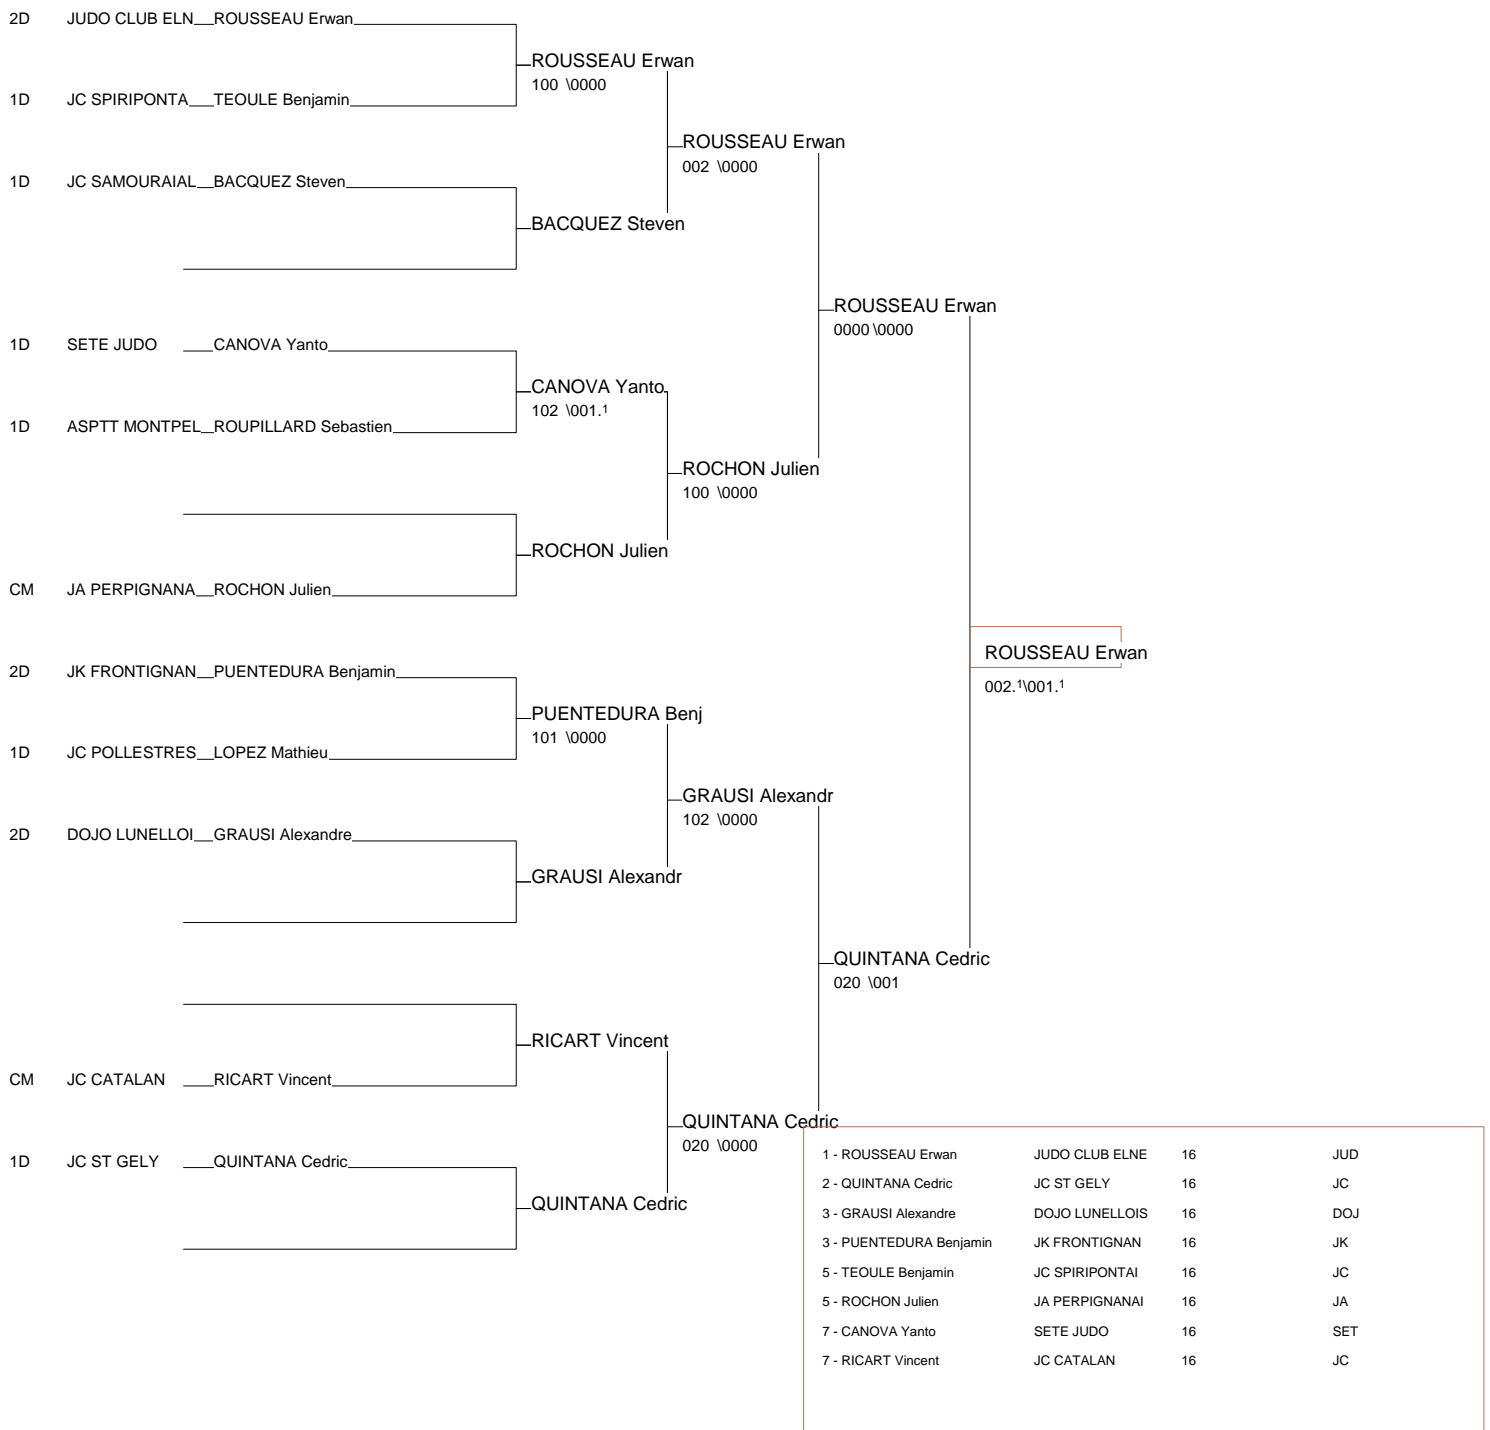 2D JUDO CLUB ELN ROUSSEAU Erwan
ROUSSEAU Erwan
100 \0000
1D JC SPIRIPONTA TEOULE Benjamin
ROUSSEAU Erwan
002 \0000
1D JC SAMOURAIAL BACQUEZ Steven
BACQUEZ Steven
ROUSSEAU Erwan
0000 \0000
1D SETE JUDO CANOVA Yanto
CANOVA Yanto
102 \001.¹
1D ASPTT MONTPEL ROUPILLARD Sebastien
ROCHON Julien
100 \0000
ROCHON Julien
CM JA PERPIGNANA ROCHON Julien
ROUSSEAU Erwan
002.¹\001.¹
2D JK FRONTIGNAN PUENTEDURA Benjamin
PUENTEDURA Benj
101 \0000
1D JC POLLESTRES LOPEZ Mathieu
GRAUSI Alexandr
102 \0000
2D DOJO LUNELLOI GRAUSI Alexandre
GRAUSI Alexandr
QUINTANA Cedric
020 \001
RICART Vincent
CM JC CATALAN RICART Vincent
QUINTANA Cedric
020 \0000
1D JC ST GELY QUINTANA Cedric
QUINTANA Cedric
1 - ROUSSEAU Erwan JUDO CLUB ELNE 16 JUD
2 - QUINTANA Cedric JC ST GELY 16 JC
3 - GRAUSI Alexandre DOJO LUNELLOIS 16 DOJ
3 - PUENTEDURA Benjamin JK FRONTIGNAN 16 JK
5 - TEOULE Benjamin JC SPIRIPONTAI 16 JC
5 - ROCHON Julien JA PERPIGNANAI 16 JA
7 - CANOVA Yanto SETE JUDO 16 SET
7 - RICART Vincent JC CATALAN 16 JC